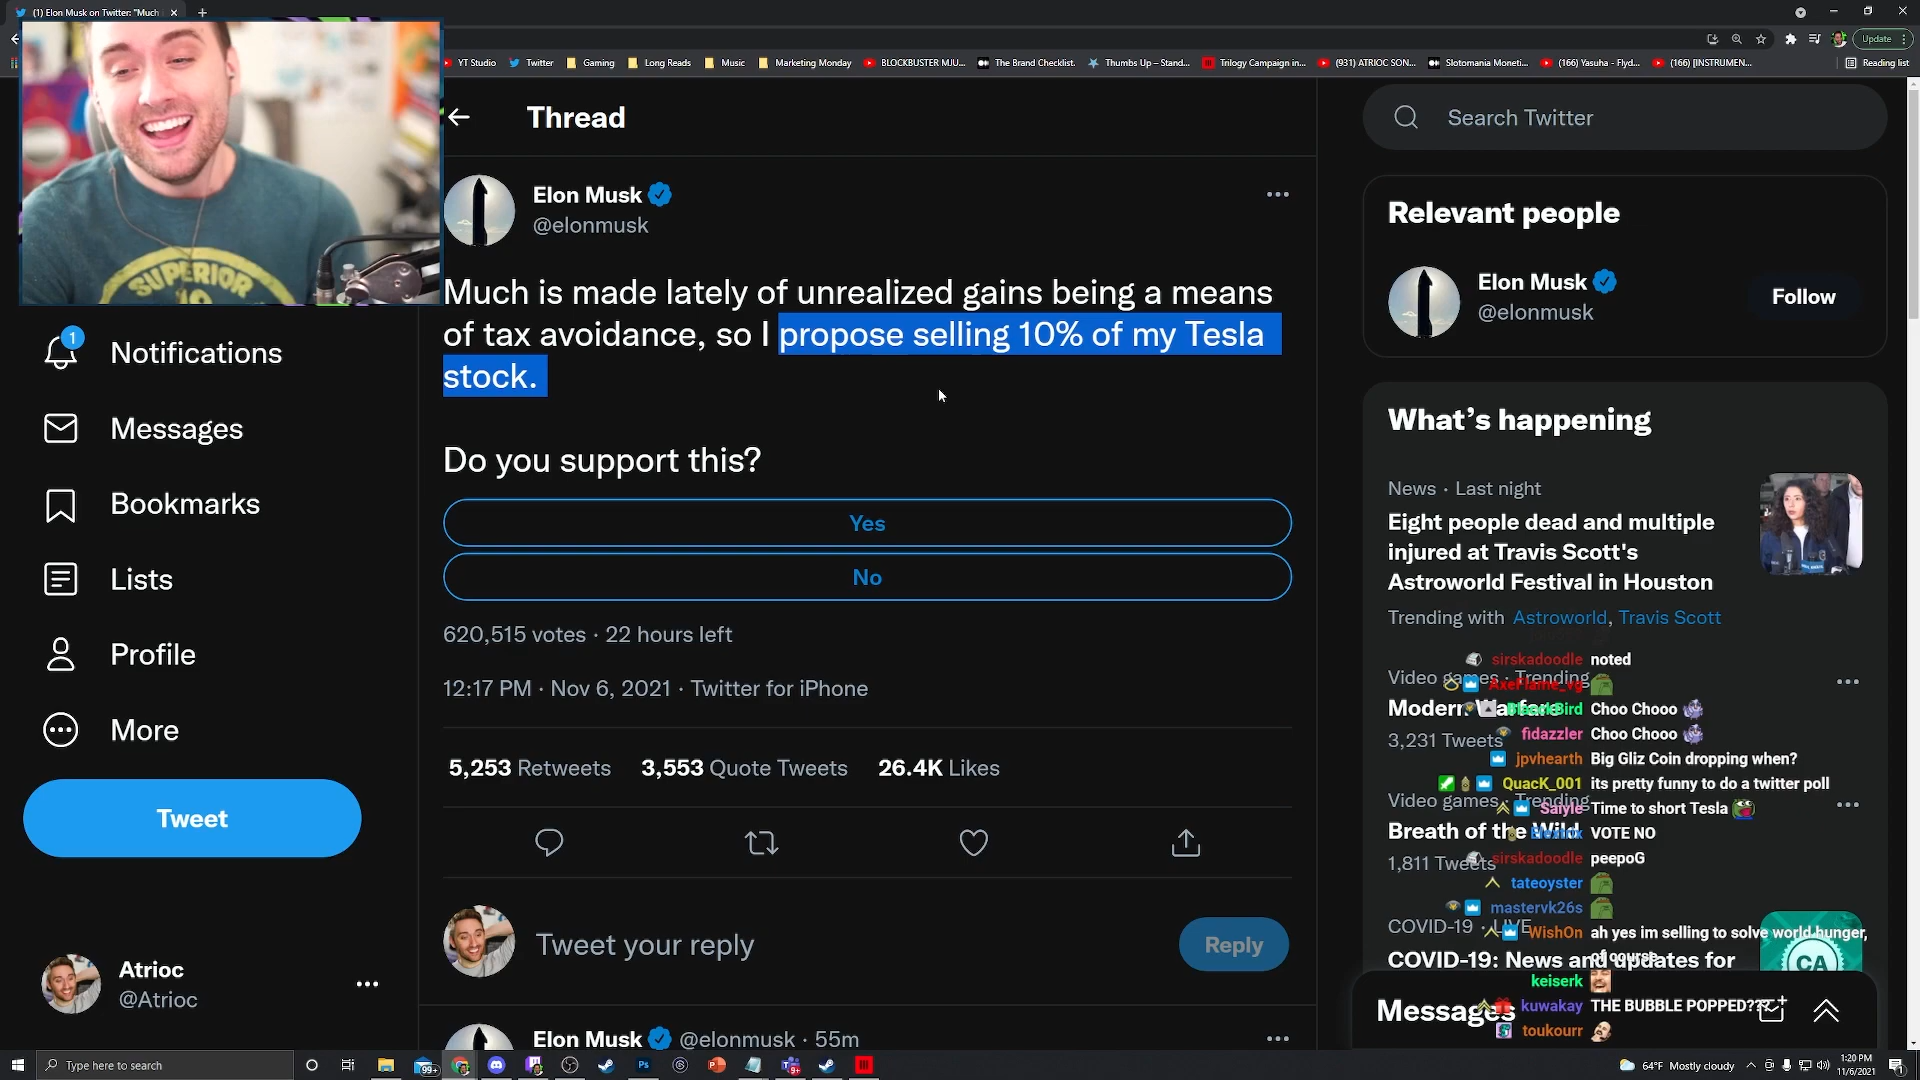 (1) Elon Musk on Twitter: "Much
Update
YT Studio
Twitter
Gaming
Long Reads
Music
Marketing Monday
BLOCKBUSTER MJU...
The Brand Checklist.
Thumbs Up – Stand...
Trilogy Campaign in...
(931) ATRIOC SON...
Slotomania Moneti...
(166) Yasuha - Flyd...
(166) [INSTRUMEN...
Reading list
SUPERIOR
Notifications
1
Messages
Bookmarks
Lists
Profile
More
Tweet
Atrioc
@Atrioc
Thread
Elon Musk
@elonmusk
Much is made lately of unrealized gains being a means
of tax avoidance, so I propose selling 10% of my Tesla
stock.
Do you support this?
Yes
No
620,515 votes · 22 hours left
12:17 PM · Nov 6, 2021 · Twitter for iPhone
5,253 Retweets 3,553 Quote Tweets 26.4K Likes
Tweet your reply
Reply
Elon Musk @elonmusk · 55m
Search Twitter
Relevant people
Elon Musk
@elonmusk
Follow
What's happening
News · Last night
Eight people dead and multiple
injured at Travis Scott's
Astroworld Festival in Houston
Trending with Astroworld, Travis Scott
sirskadoodle noted
Video games · Trending
AxeFlame_vg
Modern Warfare
Choo Chooo
3,231 Tweets
fidazzler Choo Chooo
jpvhearth Big Gliz Coin dropping when?
QuacK_001 its pretty funny to do a twitter poll
Video games · Trending
Saiyle Time to short Tesla
Breath of the Wild
VOTE NO
1,811 Tweets
sirskadoodle peepoG
tateoyster
mastervk26s
COVID-19 · LIVE
WishOn ah yes im selling to solve world hunger,
of course
COVID-19: News and updates for
CA
keiserk
Messages
kuwakay THE BUBBLE POPPED???
toukourr
Type here to search
99+
9+
64°F Mostly cloudy
1:20 PM
11/6/2021
1